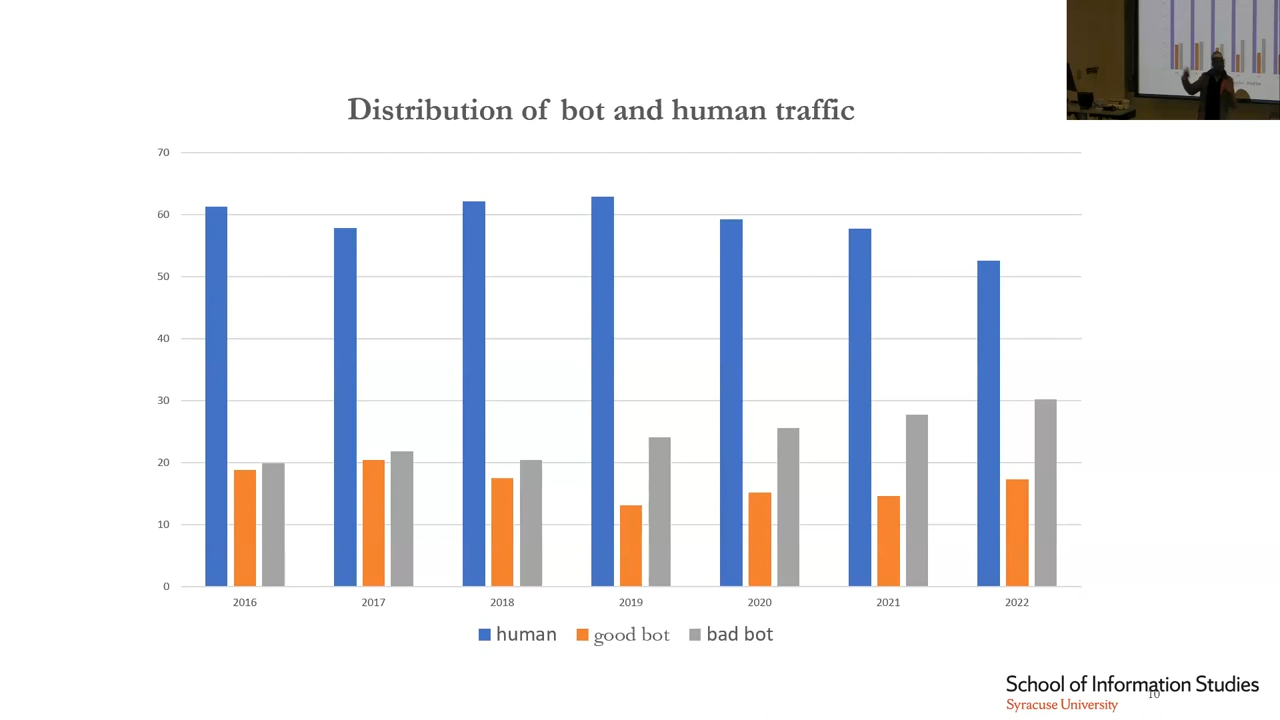 Distribution of bot and human traffic
70
60
50
40
30
20
10
0
2016 2017 2018 2019 2020 2021 2022
human good bot bad bot
School of Information Studies
10
Syracuse University